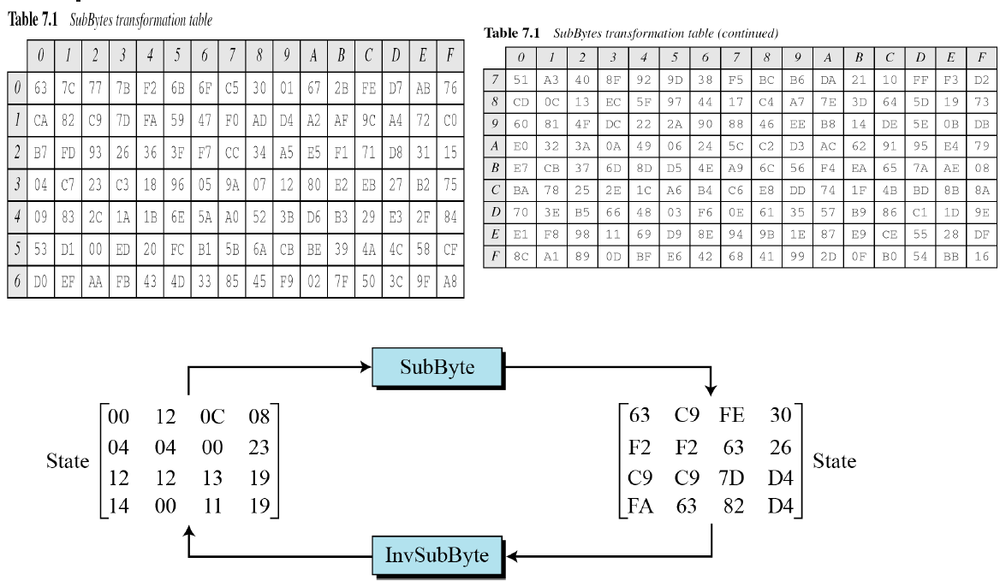 Table 7.1 SubBytes transformation table
0 1 2 3 4 5 6 7 8 9 A B C D E F
0 63 7C 77 7B F2 6B 6F C5 30 01 67 2B FE D7 AB 76
1 CA 82 C9 7D FA 59 47 F0 AD D4 A2 AF 9C A4 72 C0
2 B7 FD 93 26 36 3F F7 CC 34 A5 E5 F1 71 D8 31 15
3 04 C7 23 C3 18 96 05 9A 07 12 80 E2 EB 27 B2 75
4 09 83 2C 1A 1B 6E 5A A0 52 3B D6 B3 29 E3 2F 84
5 53 D1 00 ED 20 FC B1 5B 6A CB BE 39 4A 4C 58 CF
6 D0 EF AA FB 43 4D 33 85 45 F9 02 7F 50 3C 9F A8
Table 7.1 SubBytes transformation table (continued)
0 1 2 3 4 5 6 7 8 9 A B C D E F
7 51 A3 40 8F 92 9D 38 F5 BC B6 DA 21 10 FF F3 D2
8 CD 0C 13 EC 5F 97 44 17 C4 A7 7E 3D 64 5D 19 73
9 60 81 4F DC 22 2A 90 88 46 EE B8 14 DE 5E 0B DB
A E0 32 3A 0A 49 06 24 5C C2 D3 AC 62 91 95 E4 79
B E7 CB 37 6D 8D D5 4E A9 6C 56 F4 EA 65 7A AE 08
C BA 78 25 2E 1C A6 B4 C6 E8 DD 74 1F 4B BD 8B 8A
D 70 3E B5 66 48 03 F6 0E 61 35 57 B9 86 C1 1D 9E
E E1 F8 98 11 69 D9 8E 94 9B 1E 87 E9 CE 55 28 DF
F 8C A1 89 0D BF E6 42 68 41 99 2D 0F B0 54 BB 16
SubByte
State
00 12 0C 08
04 04 00 23
12 12 13 19
14 00 11 19
63 C9 FE 30
F2 F2 63 26
C9 C9 7D D4
FA 63 82 D4
State
InvSubByte